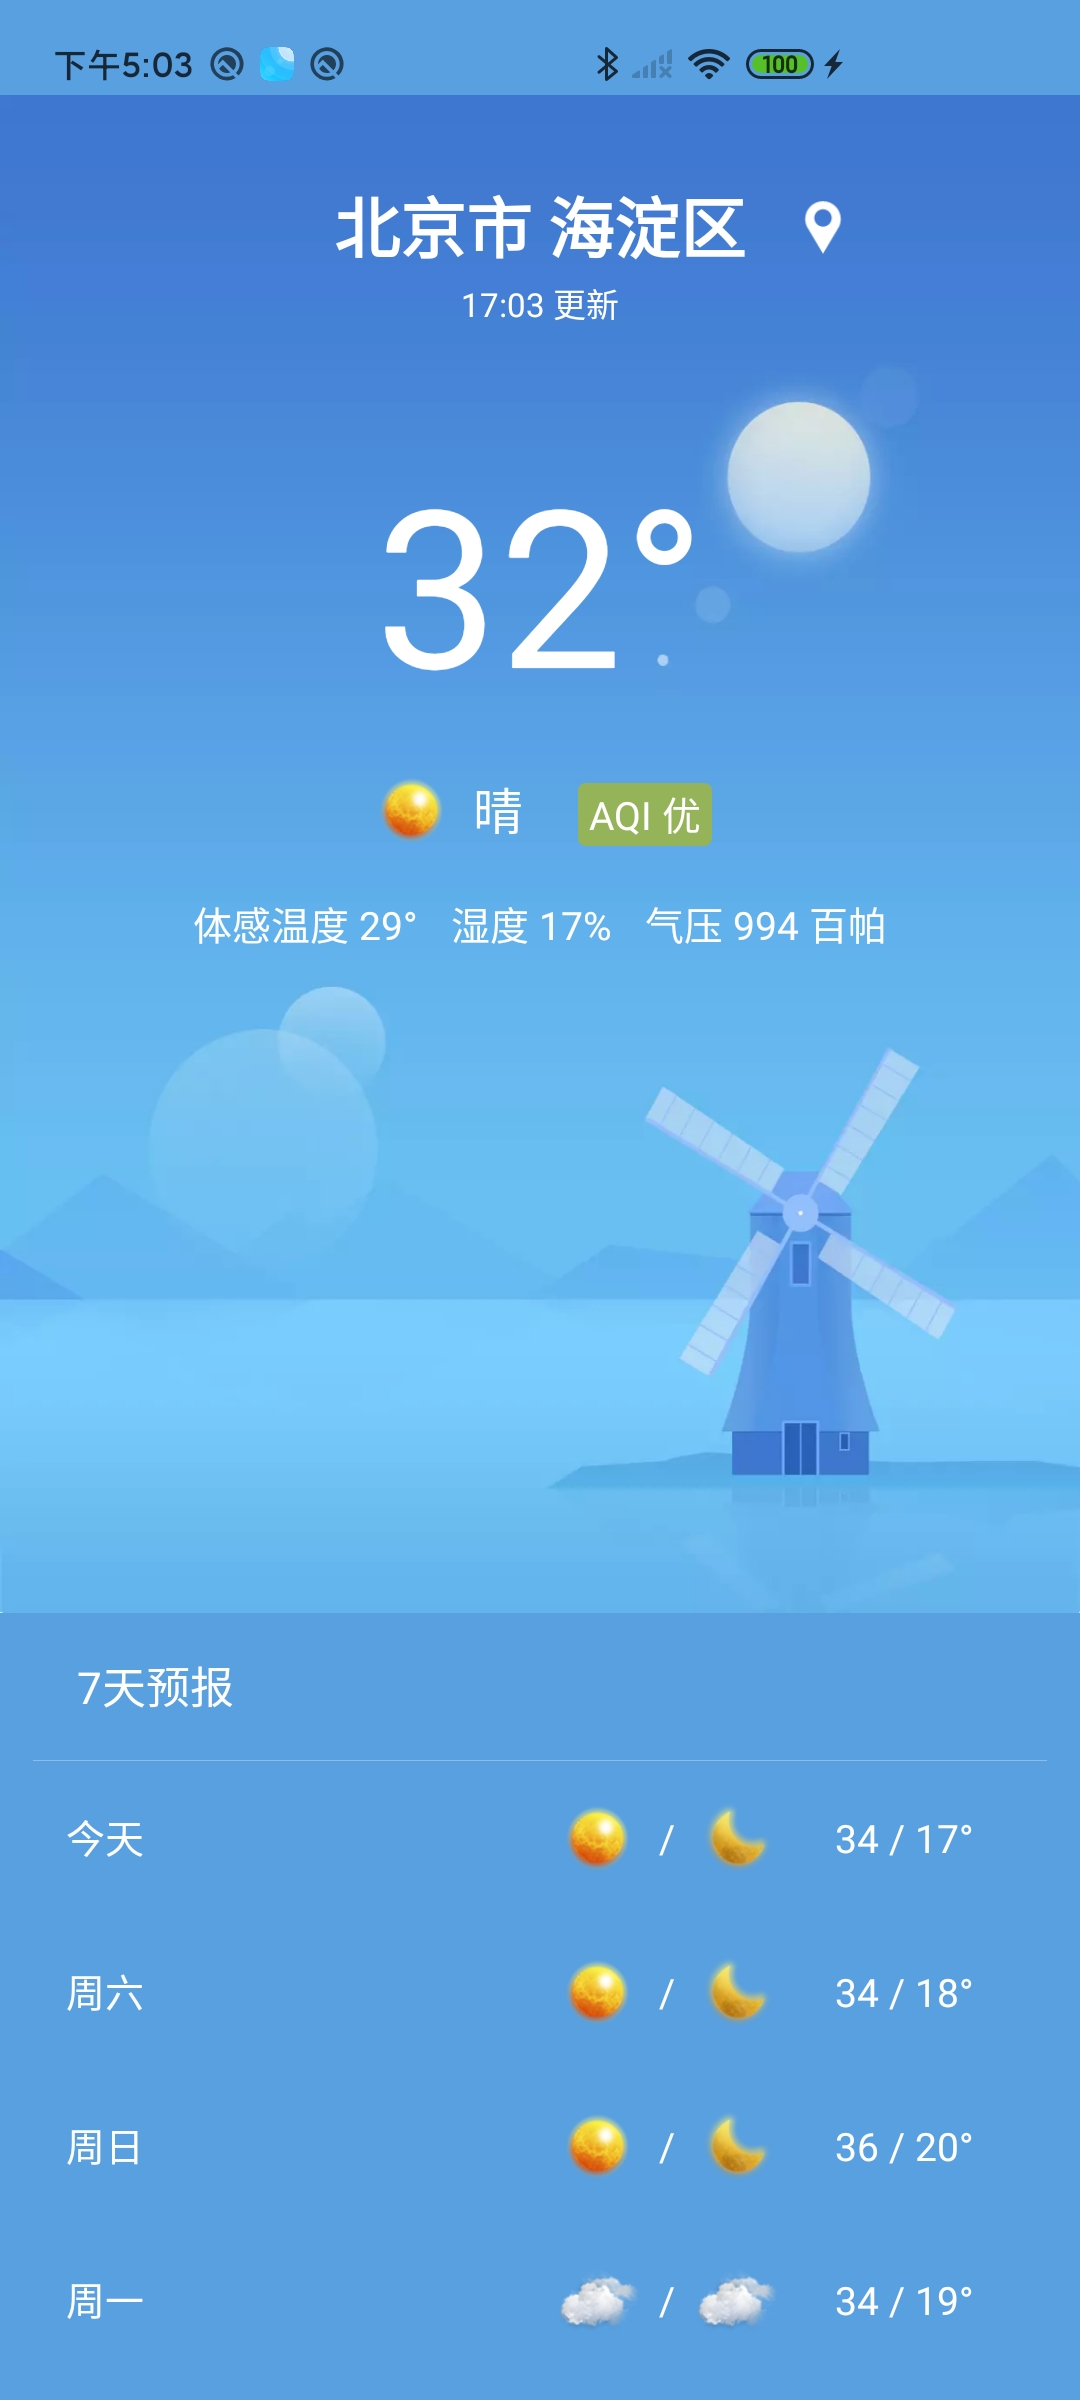 下午5:03 100
北京市 海淀区
17:03 更新
32°
晴 AQI 优
体感温度 29° 湿度 17% 气压 994 百帕
7天预报
今天 / 34 / 17°
周六 / 34 / 18°
周日 / 36 / 20°
周一 / 34 / 19°